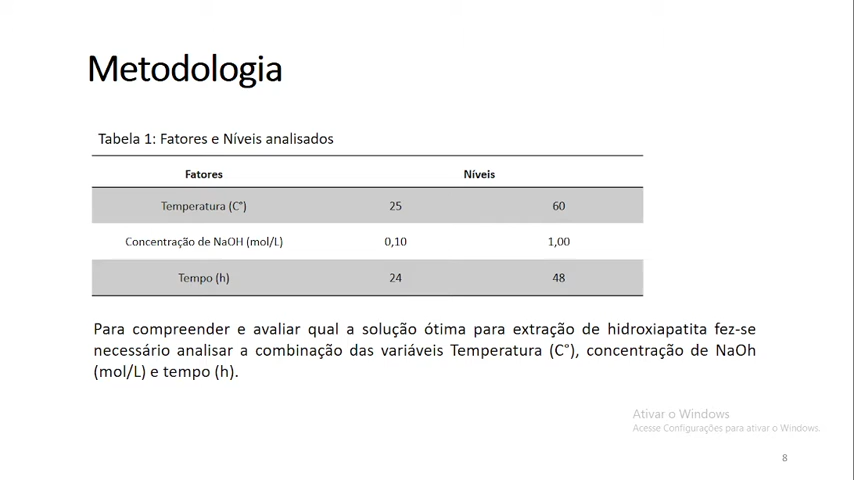 Metodologia
Tabela 1: Fatores e Níveis analisados
Fatores Níveis
Temperatura (C°) 25 60
Concentração de NaOH (mol/L) 0,10 1,00
Tempo (h) 24 48
Para compreender e avaliar qual a solução ótima para extração de hidroxiapatita fez-se
necessário analisar a combinação das variáveis Temperatura (C°), concentração de NaOh
(mol/L) e tempo (h).
Ativar o Windows
Acesse Configurações para ativar o Windows.
8